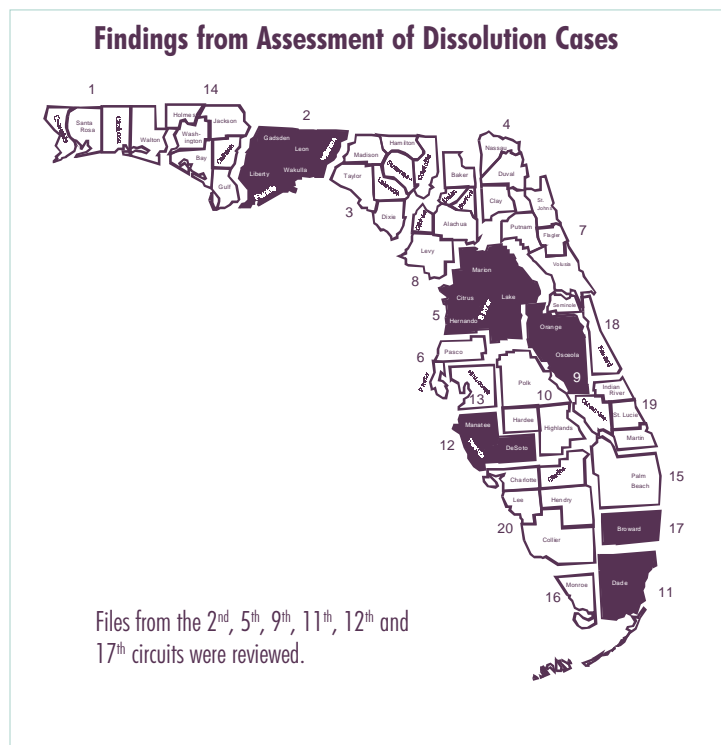 Findings from Assessment of Dissolution Cases
1
14
2
4
Holmes
Jackson
Santa
Rosa
Walton
Wash-
ington
Bay
Gulf
Gadsden
Leon
Liberty
Wakulla
Hamilton
Madison
Taylor
Dixie
3
Nassau
Baker
Duval
Clay
St.
Johns
Putnam
Flagler
Alachua
Levy
7
Volusia
8
Marion
Citrus
Lake
5
Hernando
Seminole
18
Orange
Osceola
9
6
Pasco
Polk
13
10
Indian
River
19
St. Lucie
Martin
Manatee
Hardee
Highlands
12
DeSoto
Charlotte
Lee
Hendry
Palm
Beach
15
20
Collier
Broward
17
Monroe
16
Dade
11
Files from the 2nd, 5th, 9th, 11th, 12th and
17th circuits were reviewed.